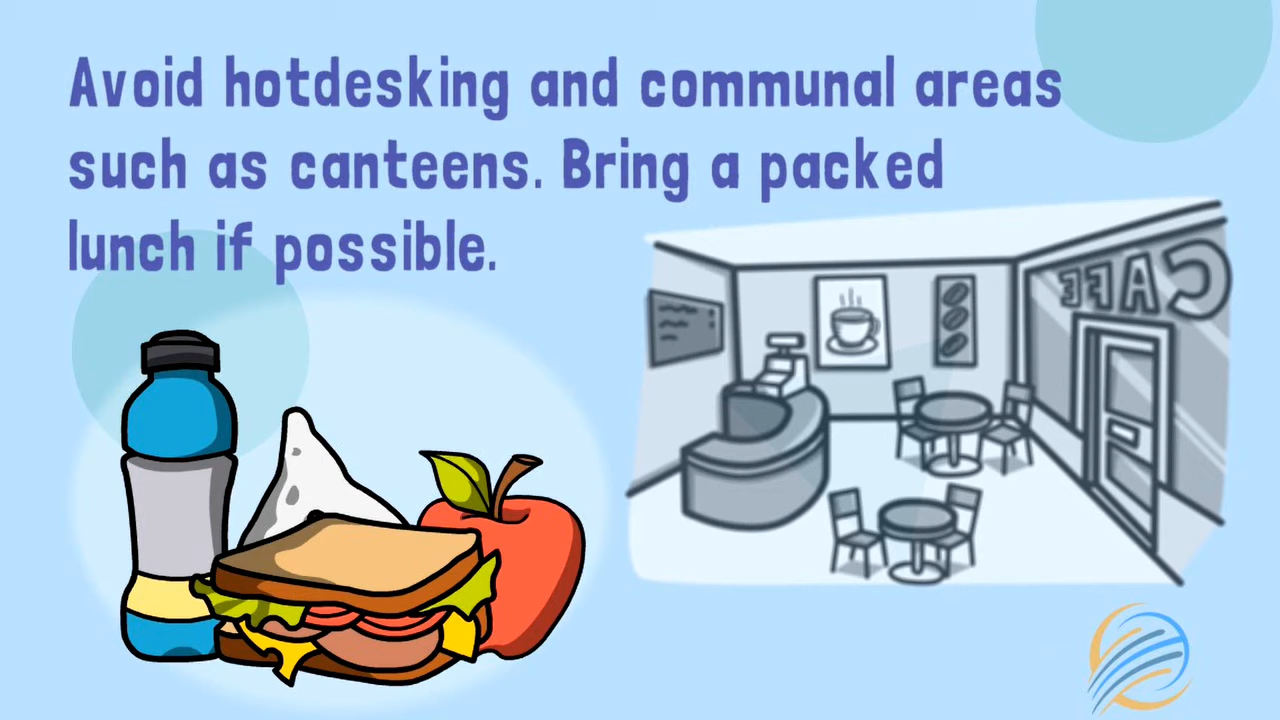 Avoid hotdesking and communal areas
such as canteens. Bring a packed
lunch if possible.
CAFE